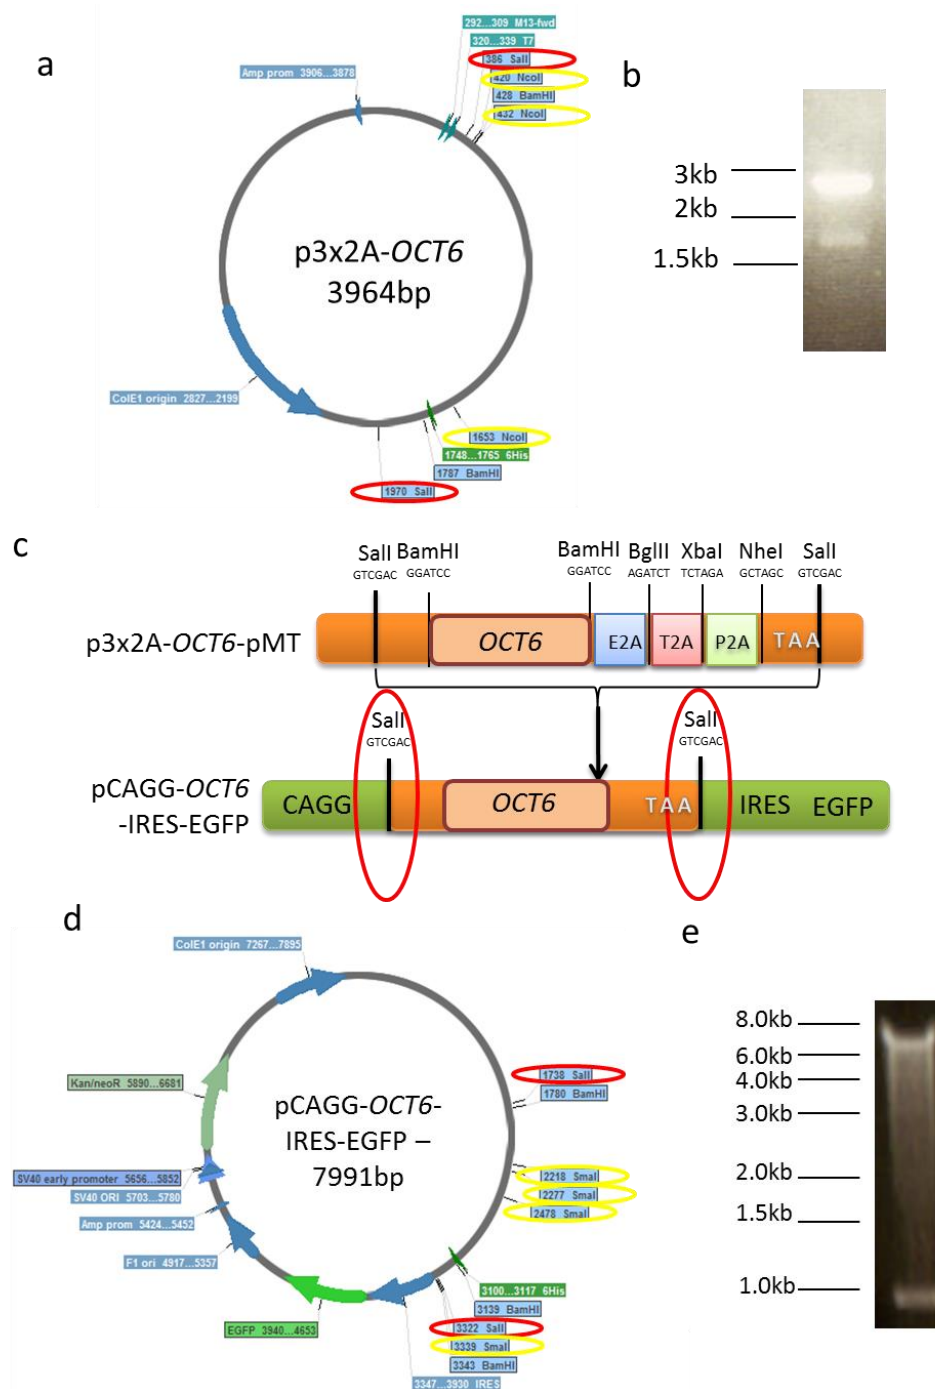 a
292...309 M13-fwd
320...339 T7
386 SalI
420 NcoI
428 BamHI
432 NcoI
Amp prom 3906...3878
p3x2A-OCT6
3964bp
ColE1 origin 2827...2199
1653 NcoI
1748...1765 6His
1787 BamHI
1970 SalI
b
3kb
2kb
1.5kb
c
SalI BamHI BamHI BglII XbaI NheI SalI
GTCGAC GGATCC GGATCC AGATCT TCTAGA GCTAGC GTCGAC
p3x2A-OCT6-pMT
OCT6 E2A T2A P2A TAA
SalI SalI
GTCGAC GTCGAC
pCAGG-OCT6
-IRES-EGFP
CAGG OCT6 TAA IRES EGFP
d
ColE1 origin 7267...7895
1738 SalI
1780 BamHI
Kan/neoR 5890...6681
pCAGG-OCT6-
IRES-EGFP –
7991bp
2218 SmaI
2277 SmaI
2478 SmaI
SV40 early promoter 5656...5852
SV40 ORI 5703...5780
Amp prom 5424...5452
F1 ori 4917...5357
3100...3117 6His
3139 BamHI
3322 SalI
3339 SmaI
3343 BamHI
3347...3930 IRES
EGFP 3940...4653
e
8.0kb
6.0kb
4.0kb
3.0kb
2.0kb
1.5kb
1.0kb